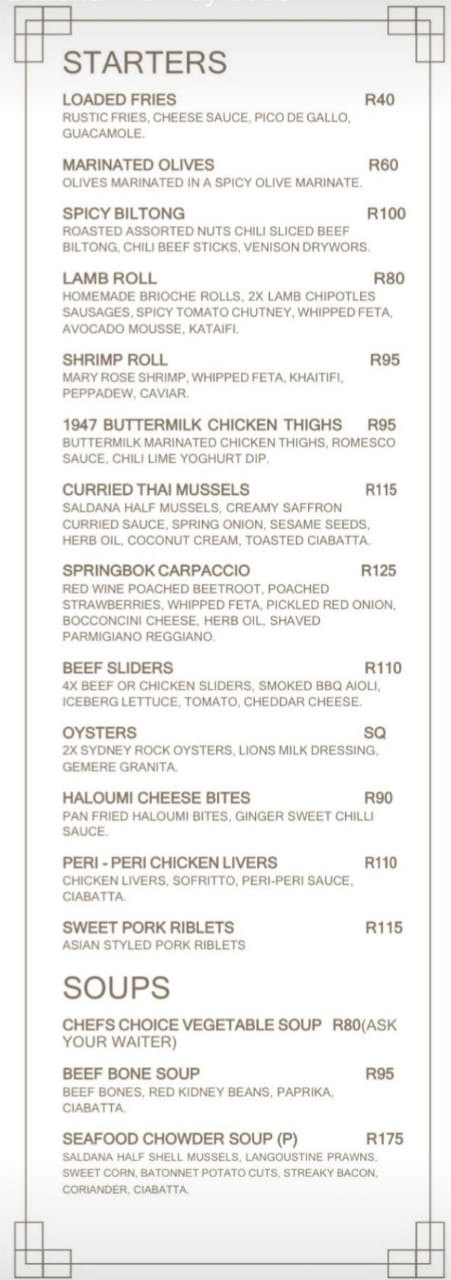 STARTERS
LOADED FRIES R40
RUSTIC FRIES, CHEESE SAUCE, PICO DE GALLO,
GUACAMOLE.
MARINATED OLIVES R60
OLIVES MARINATED IN A SPICY OLIVE MARINATE.
SPICY BILTONG R100
ROASTED ASSORTED NUTS CHILI SLICED BEEF
BILTONG, CHILI BEEF STICKS, VENISON DRYWORS.
LAMB ROLL R80
HOMEMADE BRIOCHE ROLLS, 2X LAMB CHIPOTLES
SAUSAGES, SPICY TOMATO CHUTNEY, WHIPPED FETA,
AVOCADO MOUSSE, KATAIFI.
SHRIMP ROLL R95
MARY ROSE SHRIMP, WHIPPED FETA, KHAITIFI,
PEPPADEW, CAVIAR.
1947 BUTTERMILK CHICKEN THIGHS R95
BUTTERMILK MARINATED CHICKEN THIGHS, ROMESCO
SAUCE, CHILI LIME YOGHURT DIP.
CURRIED THAI MUSSELS R115
SALDANA HALF MUSSELS, CREAMY SAFFRON
CURRIED SAUCE, SPRING ONION, SESAME SEEDS,
HERB OIL, COCONUT CREAM, TOASTED CIABATTA.
SPRINGBOK CARPACCIO R125
RED WINE POACHED BEETROOT, POACHED
STRAWBERRIES, WHIPPED FETA, PICKLED RED ONION,
BOCCONCINI CHEESE, HERB OIL, SHAVED
PARMIGIANO REGGIANO.
BEEF SLIDERS R110
4X BEEF OR CHICKEN SLIDERS, SMOKED BBQ AIOLI,
ICEBERG LETTUCE, TOMATO, CHEDDAR CHEESE.
OYSTERS SQ
2X SYDNEY ROCK OYSTERS, LIONS MILK DRESSING,
GEMERE GRANITA.
HALOUMI CHEESE BITES R90
PAN FRIED HALOUMI BITES, GINGER SWEET CHILLI
SAUCE.
PERI - PERI CHICKEN LIVERS R110
CHICKEN LIVERS, SOFRITTO, PERI-PERI SAUCE,
CIABATTA.
SWEET PORK RIBLETS R115
ASIAN STYLED PORK RIBLETS
SOUPS
CHEFS CHOICE VEGETABLE SOUP R80(ASK
YOUR WAITER)
BEEF BONE SOUP R95
BEEF BONES, RED KIDNEY BEANS, PAPRIKA,
CIABATTA.
SEAFOOD CHOWDER SOUP (P) R175
SALDANA HALF SHELL MUSSELS, LANGOUSTINE PRAWNS,
SWEET CORN, BATONNET POTATO CUTS, STREAKY BACON,
CORIANDER, CIABATTA.